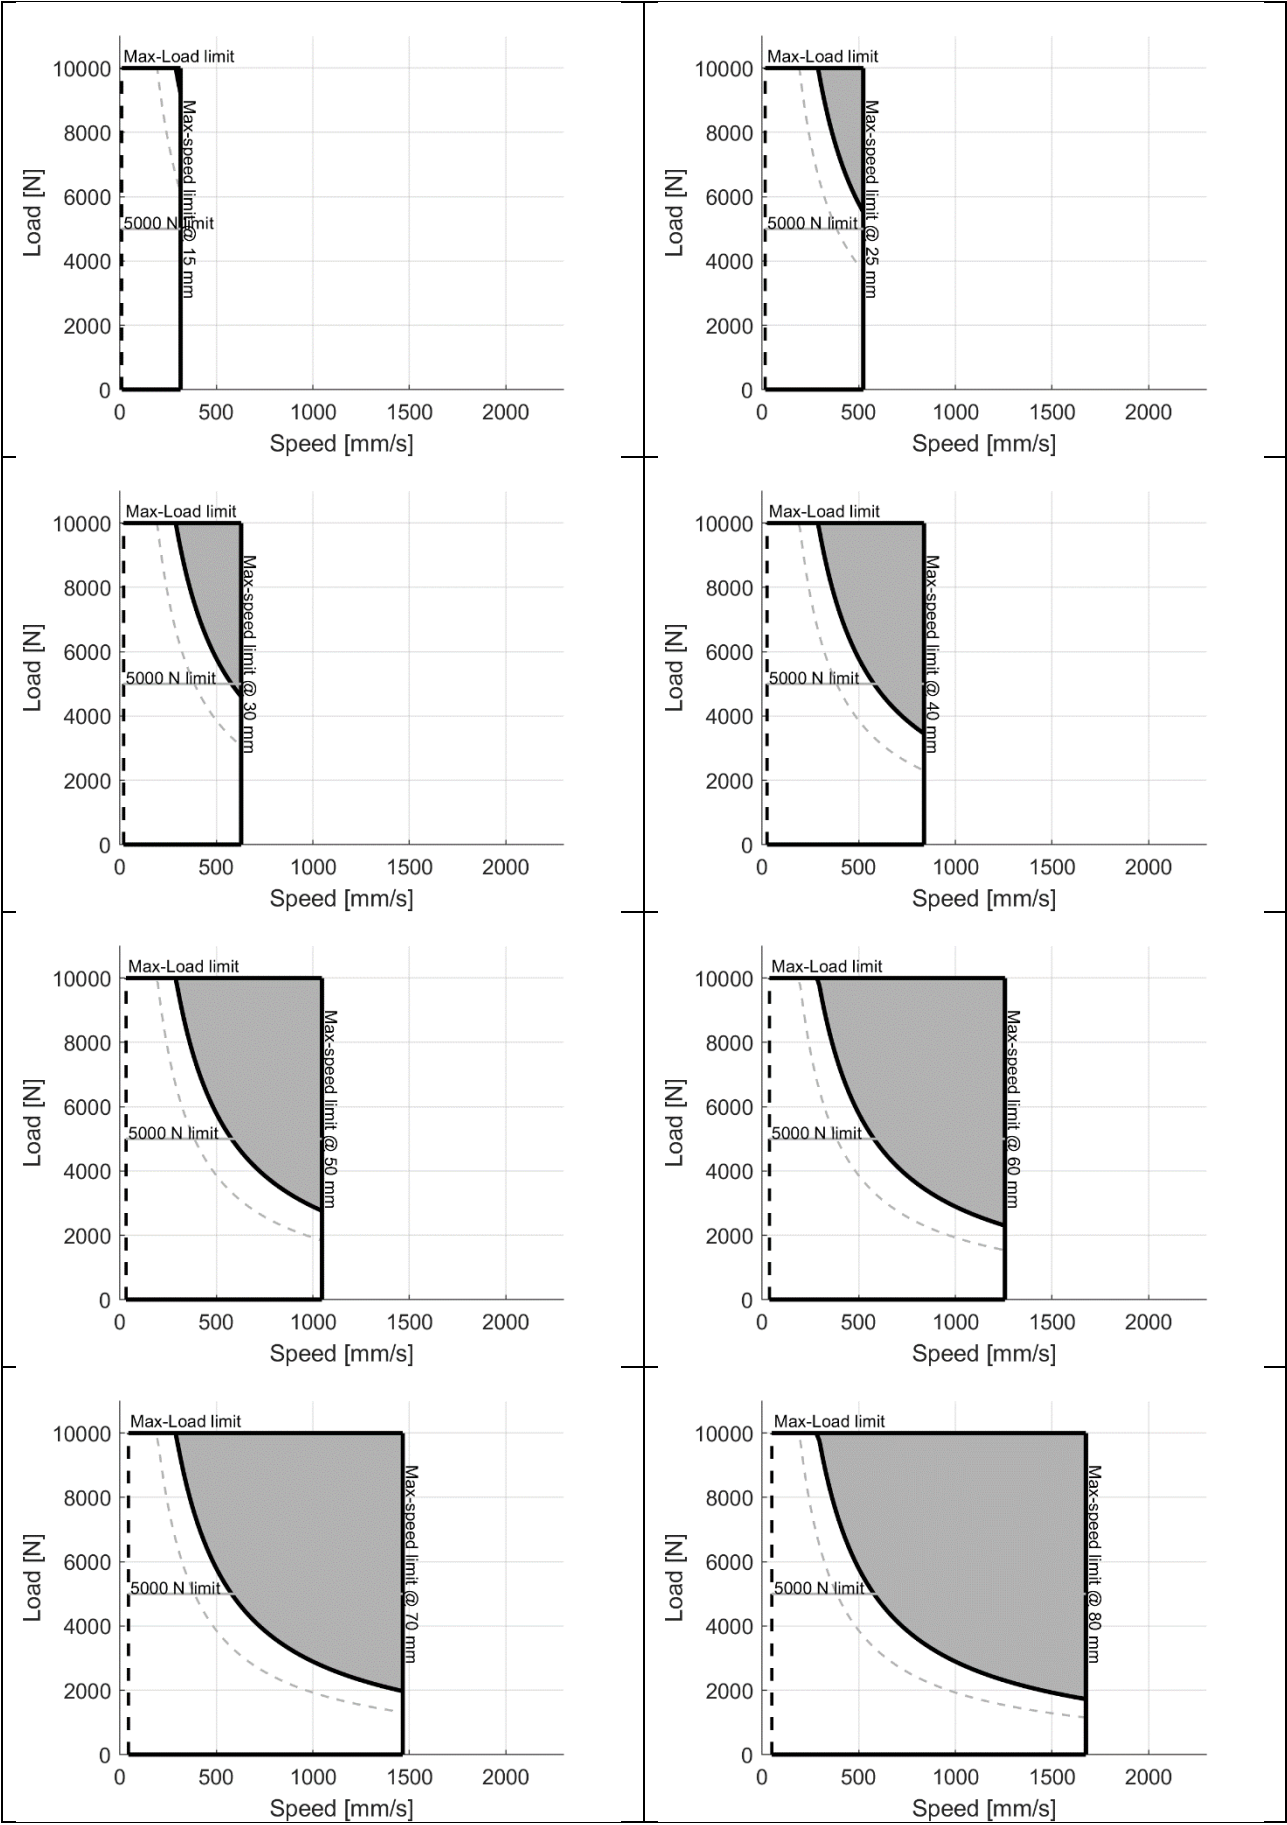 Max-Load limit
10000
8000
6000
4000
2000
0
Load [N]
5000 N limit
Max-speed limit @ 15 mm
0 500 1000 1500 2000
Speed [mm/s]
Max-Load limit
10000
8000
6000
4000
2000
0
Load [N]
5000 N limit
Max-speed limit @ 25 mm
0 500 1000 1500 2000
Speed [mm/s]
Max-Load limit
10000
8000
6000
4000
2000
0
Load [N]
5000 N limit
Max-speed limit @ 30 mm
0 500 1000 1500 2000
Speed [mm/s]
Max-Load limit
10000
8000
6000
4000
2000
0
Load [N]
5000 N limit
Max-speed limit @ 40 mm
0 500 1000 1500 2000
Speed [mm/s]
Max-Load limit
10000
8000
6000
4000
2000
0
Load [N]
5000 N limit
Max-speed limit @ 50 mm
0 500 1000 1500 2000
Speed [mm/s]
Max-Load limit
10000
8000
6000
4000
2000
0
Load [N]
5000 N limit
Max-speed limit @ 60 mm
0 500 1000 1500 2000
Speed [mm/s]
Max-Load limit
10000
8000
6000
4000
2000
0
Load [N]
5000 N limit
Max-speed limit @ 70 mm
0 500 1000 1500 2000
Speed [mm/s]
Max-Load limit
10000
8000
6000
4000
2000
0
Load [N]
5000 N limit
Max-speed limit @ 80 mm
0 500 1000 1500 2000
Speed [mm/s]